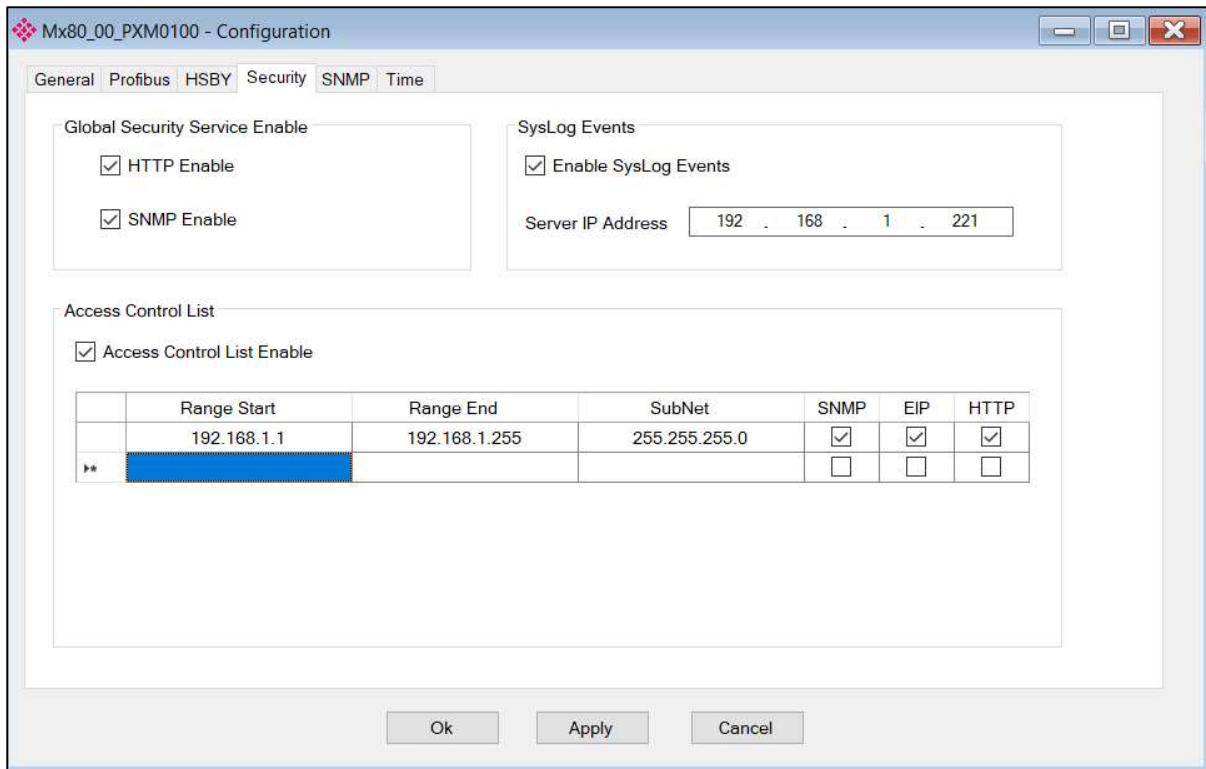 Mx80_00_PXM0100 - Configuration
General Profibus HSBY Security SNMP Time
Global Security Service Enable
HTTP Enable
SNMP Enable
SysLog Events
Enable SysLog Events
Server IP Address 192 . 168 . 1 . 221
Access Control List
Access Control List Enable
Range Start Range End SubNet SNMP EIP HTTP
192.168.1.1 192.168.1.255 255.255.255.0
Ok Apply Cancel